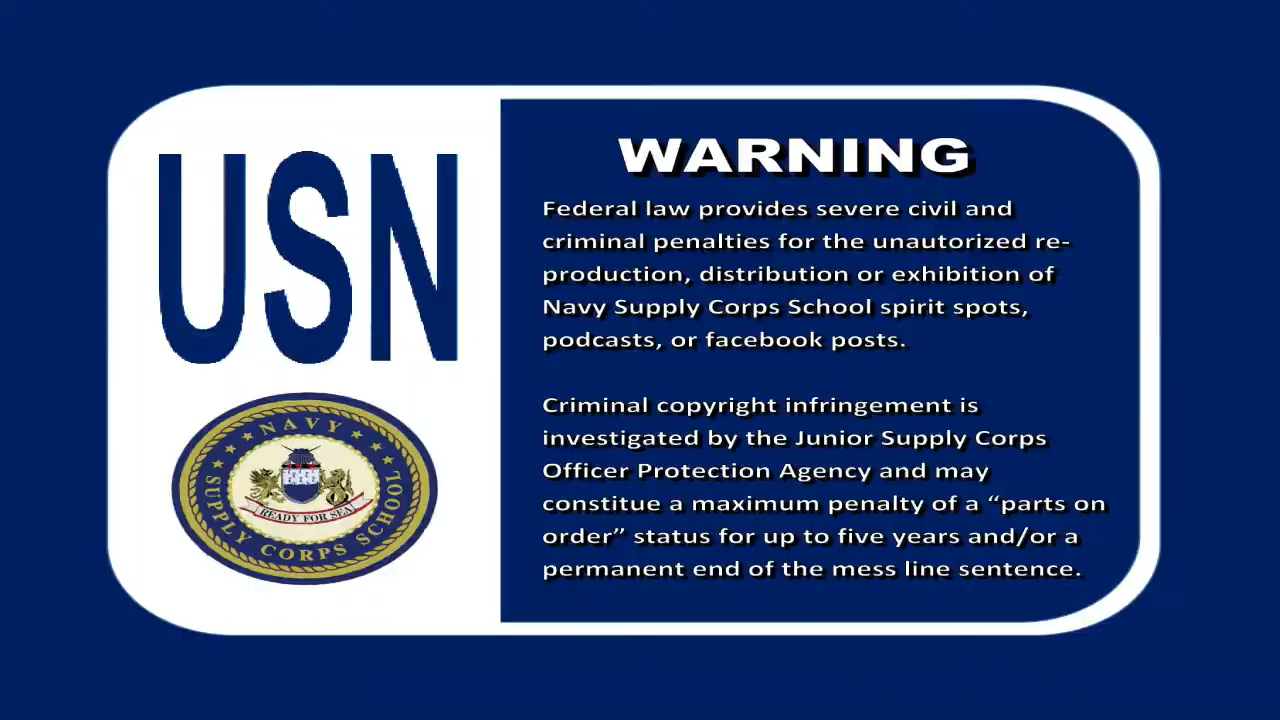 USN
NAVY
SUPPLY CORPS SCHOOL
READY FOR SEA
WARNING
Federal law provides severe civil and
criminal penalties for the unautorized re-
production, distribution or exhibition of
Navy Supply Corps School spirit spots,
podcasts, or facebook posts.
Criminal copyright infringement is
investigated by the Junior Supply Corps
Officer Protection Agency and may
constitue a maximum penalty of a “parts on
order” status for up to five years and/or a
permanent end of the mess line sentence.